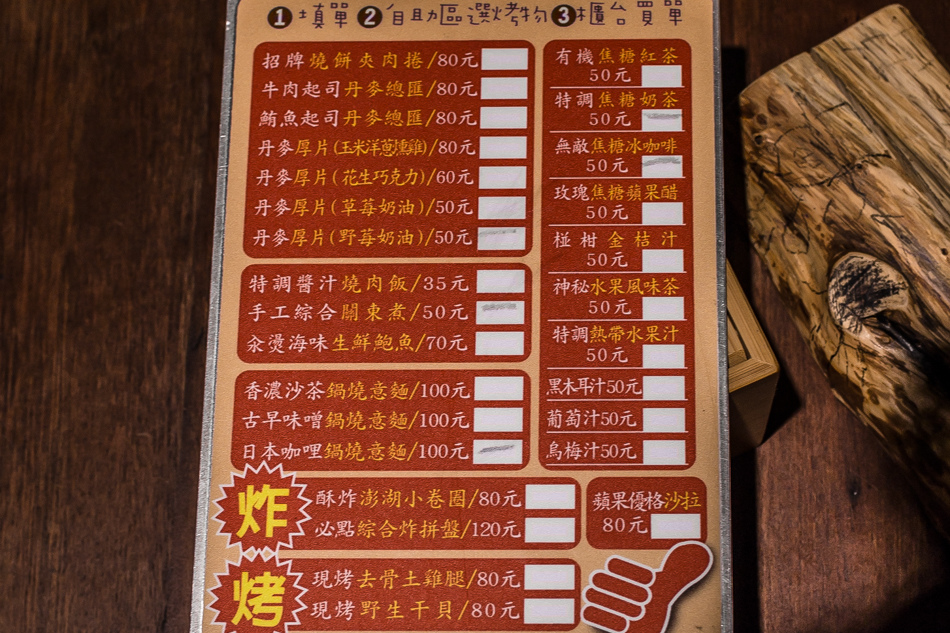 1填單 2自助區選烤物 3櫃台買單
招牌燒餅夾肉捲/80元
牛肉起司丹麥總匯/80元
鮪魚起司丹麥總匯/80元
丹麥厚片(玉米洋蔥燻雞)/80元
丹麥厚片(花生巧克力)/60元
丹麥厚片(草莓奶油)/50元
丹麥厚片(野莓奶油)/50元
特調醬汁燒肉飯/35元
手工綜合關東煮/50元
汆燙海味生鮮鮑魚/70元
香濃沙茶鍋燒意麵/100元
古早味噌鍋燒意麵/100元
日本咖哩鍋燒意麵/100元
有機焦糖紅茶
50元
特調焦糖奶茶
50元
無敵焦糖冰咖啡
50元
玫瑰焦糖蘋果醋
50元
椪柑金桔汁
50元
神秘水果風味茶
50元
特調熱帶水果汁
50元
黑木耳汁50元
葡萄汁50元
烏梅汁50元
炸
酥炸澎湖小卷圈/80元
必點綜合炸拼盤/120元
蘋果優格沙拉
80元
烤
現烤去骨土雞腿/80元
現烤野生干貝/80元